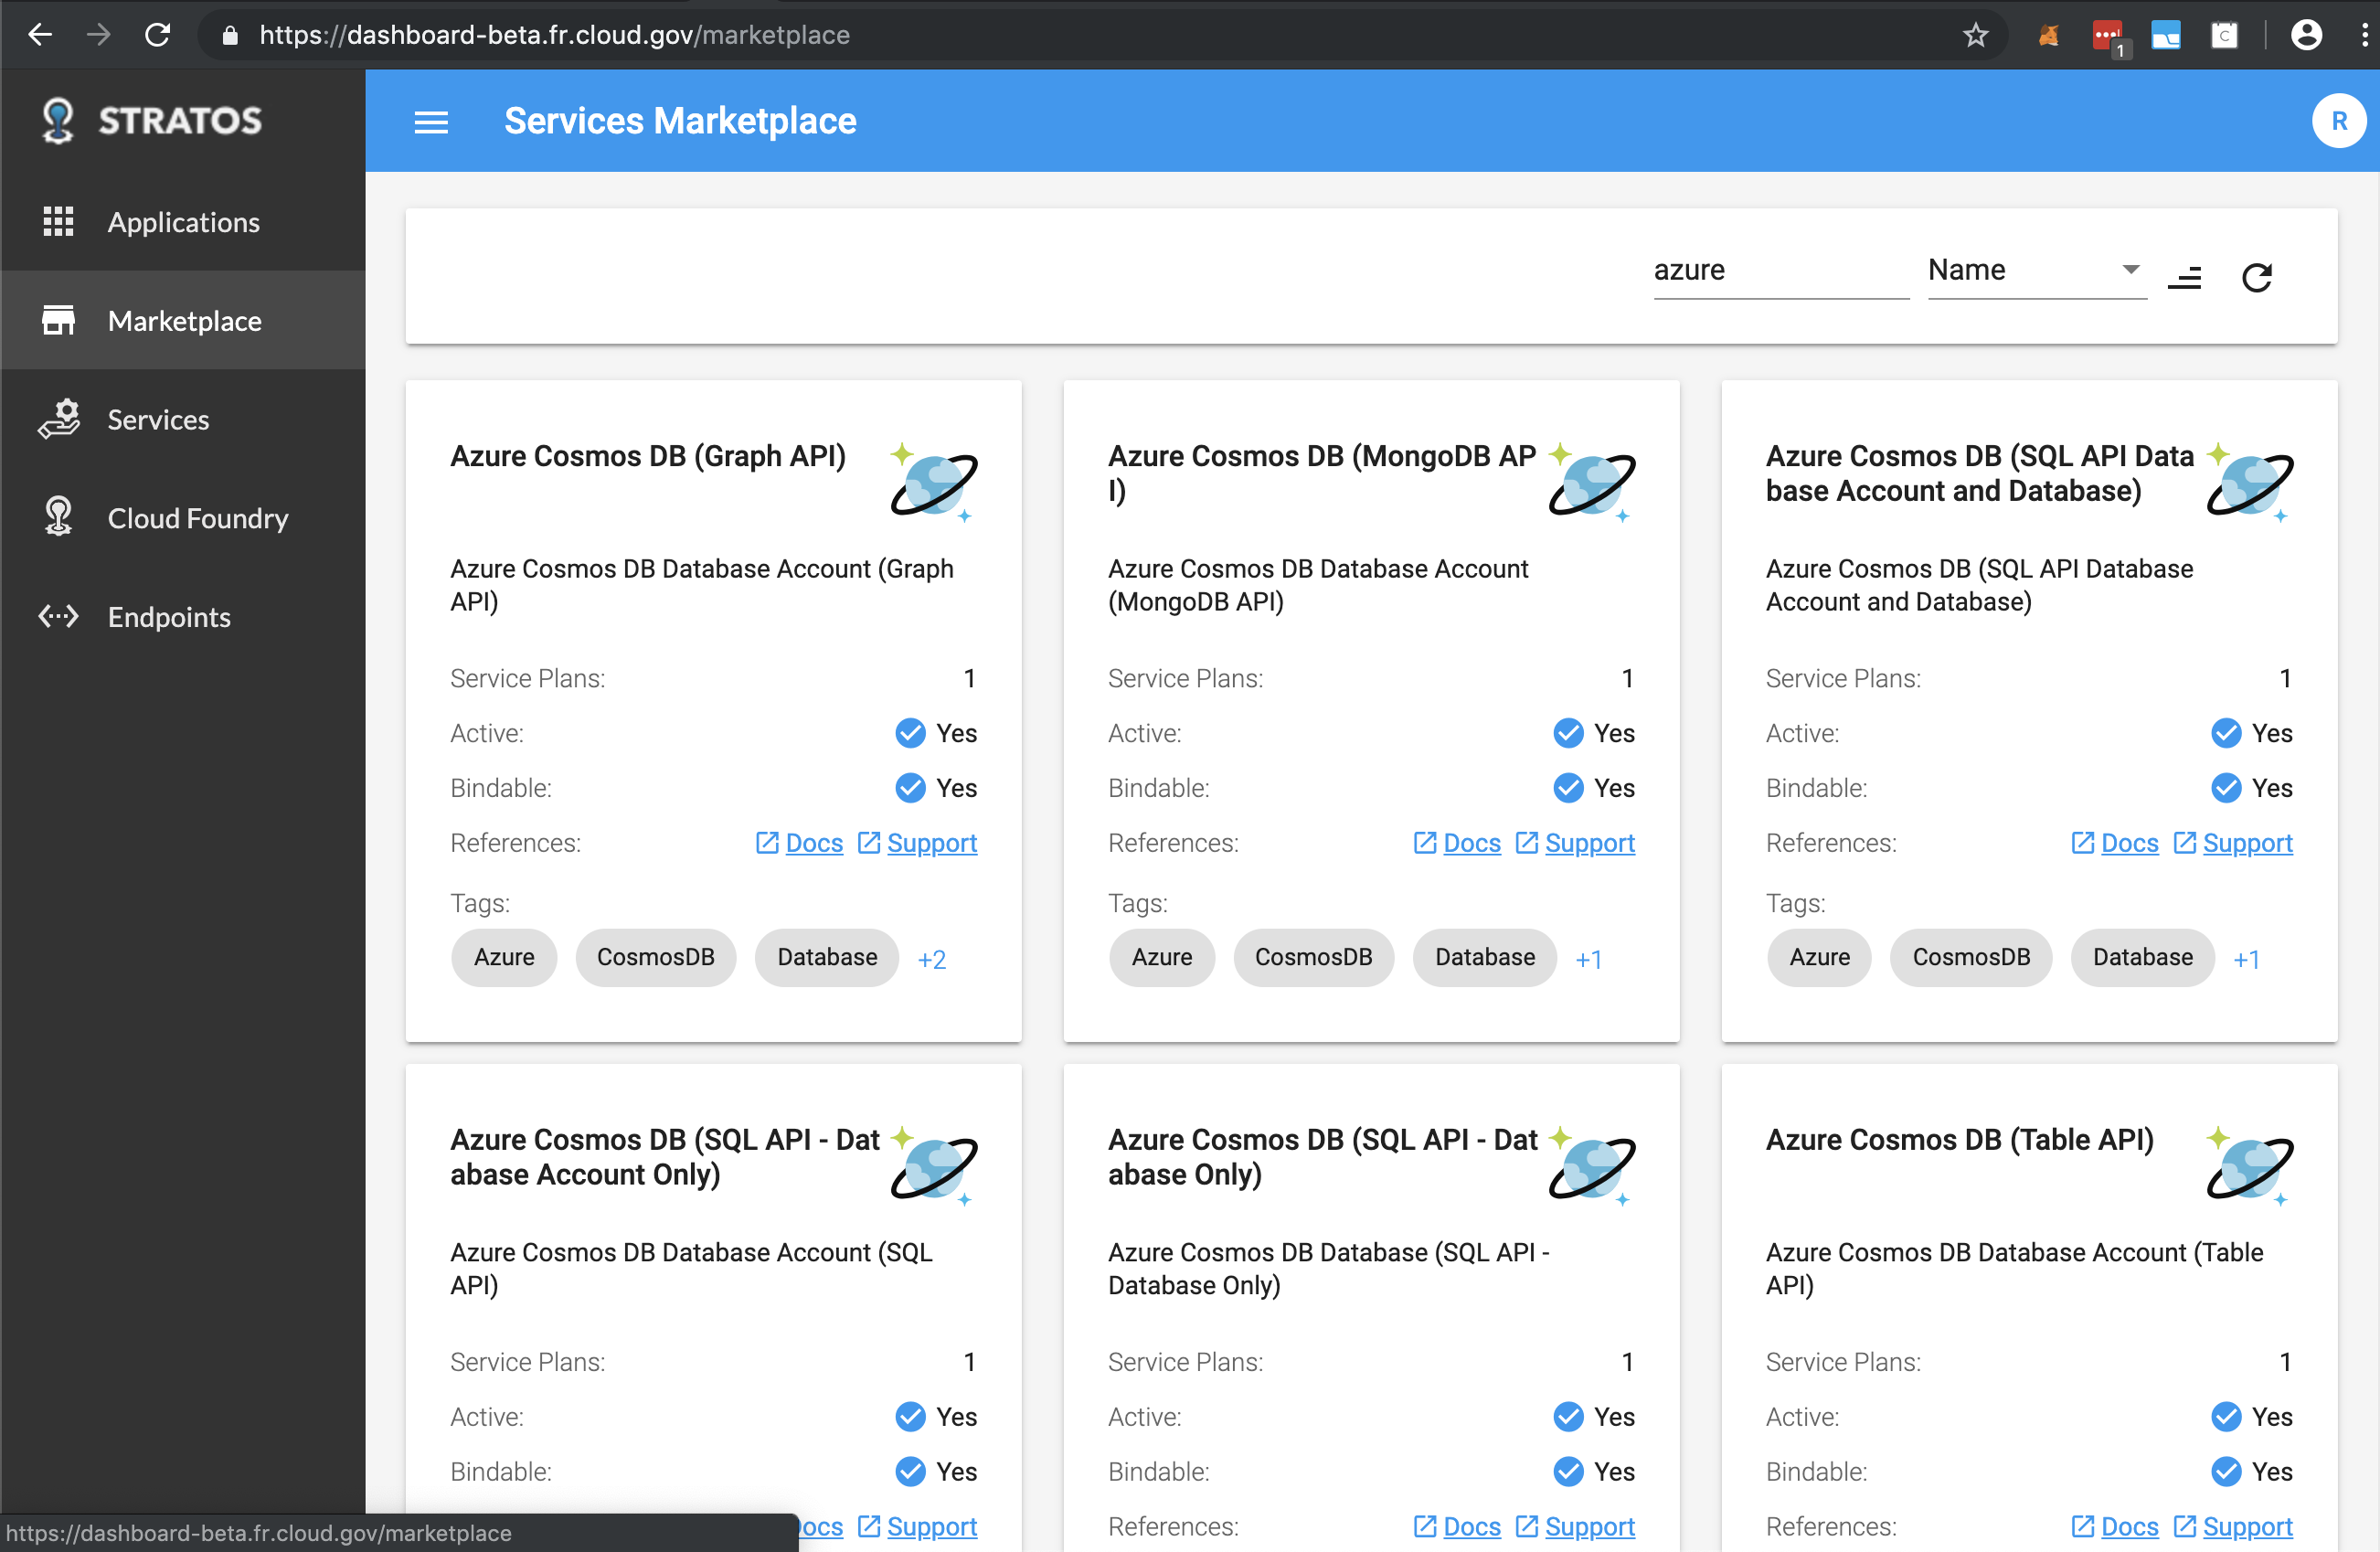 https://dashboard-beta.fr.cloud.gov/marketplace
1
C
STRATOS
Services Marketplace
R
Applications
Marketplace
Services
Cloud Foundry
Endpoints
azure
Name
Azure Cosmos DB (Graph API)
Azure Cosmos DB Database Account (Graph
API)
Service Plans: 1
Active: Yes
Bindable: Yes
References: Docs Support
Tags:
Azure CosmosDB Database +2
Azure Cosmos DB (MongoDB AP
I)
Azure Cosmos DB Database Account
(MongoDB API)
Service Plans: 1
Active: Yes
Bindable: Yes
References: Docs Support
Tags:
Azure CosmosDB Database +1
Azure Cosmos DB (SQL API Data
base Account and Database)
Azure Cosmos DB (SQL API Database
Account and Database)
Service Plans: 1
Active: Yes
Bindable: Yes
References: Docs Support
Tags:
Azure CosmosDB Database +1
Azure Cosmos DB (SQL API - Dat
abase Account Only)
Azure Cosmos DB Database Account (SQL
API)
Service Plans: 1
Active: Yes
Bindable: Yes
ocs Support
Azure Cosmos DB (SQL API - Dat
abase Only)
Azure Cosmos DB Database (SQL API -
Database Only)
Service Plans: 1
Active: Yes
Bindable: Yes
References: Docs Support
Azure Cosmos DB (Table API)
Azure Cosmos DB Database Account (Table
API)
Service Plans: 1
Active: Yes
Bindable: Yes
References: Docs Support
https://dashboard-beta.fr.cloud.gov/marketplace